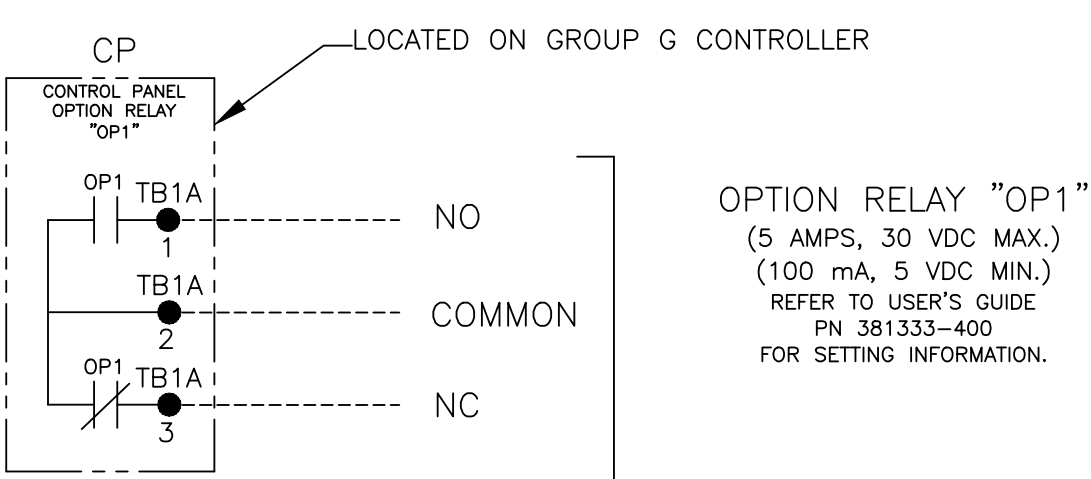 CP
LOCATED ON GROUP G CONTROLLER
CONTROL PANEL
OPTION RELAY
"OP1"
OP1 TB1A
1
NO
TB1A
2
COMMON
OP1 TB1A
3
NC
OPTION RELAY "OP1"
(5 AMPS, 30 VDC MAX.)
(100 mA, 5 VDC MIN.)
REFER TO USER'S GUIDE
PN 381333-400
FOR SETTING INFORMATION.